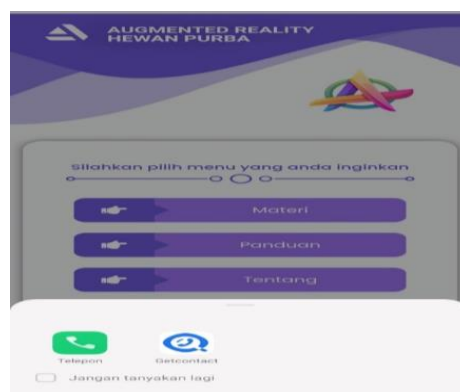 AUGMENTED REALITY
HEWAN PURBA
Silahkan pilih menu yang anda inginkan
Materi
Panduan
Tentang
Telepon
Getcontact
Jangan tanyakan lagi